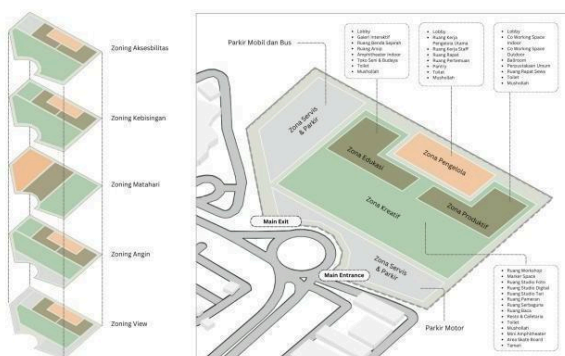 Zoning Aksesbilitas
Zoning Kebisingan
Zoning Matahari
Zoning Angin
Zoning View
Parkir Mobil dan Bus
• Lobby
• Galeri Interaktif
• Ruang Benda Sejarah
• Ruang Arsip
• Amphitheater Indoor
• Toko Seni & Budaya
• Toilet
• Mushollah
• Lobby
• Ruang Kerja
Pengelola Utama
• Ruang Kerja Staff
• Ruang Rapat
• Ruang Pertemuan
• Pantry
• Toilet
• Mushollah
• Lobby
• Co Working Space
Indoor
• Co Working Space
Outdoor
• Ballroom
• Perpustakaan Umum
• Ruang Rapat Sewa
• Toilet
• Mushollah
Zona Servis
& Parkir
Zona Edukasi
Zona Pengelola
Zona Kreatif
Zona Produktif
Main Exit
Main Entrance
Zona Servis
& Parkir
Parkir Motor
• Ruang Workshop
• Maker Space
• Ruang Studio Foto
• Ruang Studio Digital
• Ruang Studio Tari
• Ruang Pameran
• Ruang Serbaguna
• Ruang Baca
• Resto & Cafetaria
• Toilet
• Mushollah
• Mini Amphitheater
• Area Skate Board
• Taman